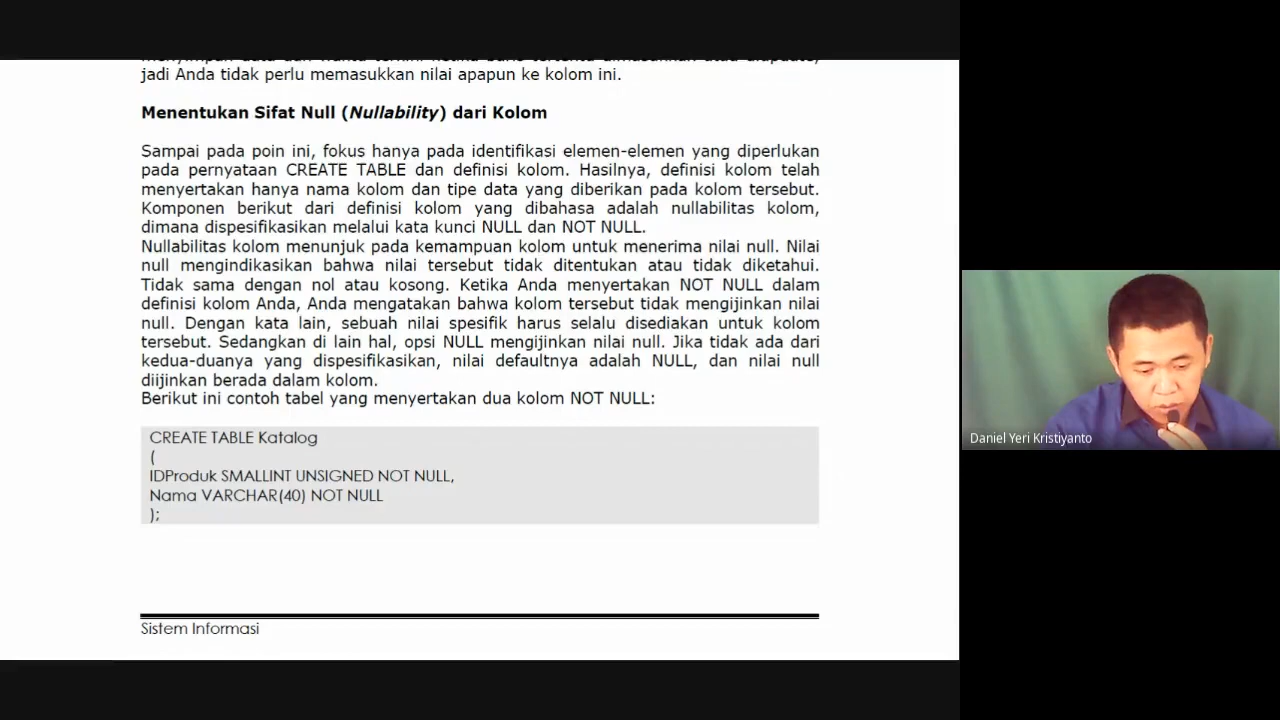 jadi Anda tidak perlu memasukkan nilai apapun ke kolom ini.
Menentukan Sifat Null (Nullability) dari Kolom
Sampai pada poin ini, fokus hanya pada identifikasi elemen-elemen yang diperlukan
pada pernyataan CREATE TABLE dan definisi kolom. Hasilnya, definisi kolom telah
menyertakan hanya nama kolom dan tipe data yang diberikan pada kolom tersebut.
Komponen berikut dari definisi kolom yang dibahasa adalah nullabilitas kolom,
dimana dispesifikasikan melalui kata kunci NULL dan NOT NULL.
Nullabilitas kolom menunjuk pada kemampuan kolom untuk menerima nilai null. Nilai
null mengindikasikan bahwa nilai tersebut tidak ditentukan atau tidak diketahui.
Tidak sama dengan nol atau kosong. Ketika Anda menyertakan NOT NULL dalam
definisi kolom Anda, Anda mengatakan bahwa kolom tersebut tidak mengijinkan nilai
null. Dengan kata lain, sebuah nilai spesifik harus selalu disediakan untuk kolom
tersebut. Sedangkan di lain hal, opsi NULL mengijinkan nilai null. Jika tidak ada dari
kedua-duanya yang dispesifikasikan, nilai defaultnya adalah NULL, dan nilai null
diijinkan berada dalam kolom.
Berikut ini contoh tabel yang menyertakan dua kolom NOT NULL:
CREATE TABLE Katalog
(
IDProduk SMALLINT UNSIGNED NOT NULL,
Nama VARCHAR(40) NOT NULL
);
Sistem Informasi
Daniel Yeri Kristiyanto